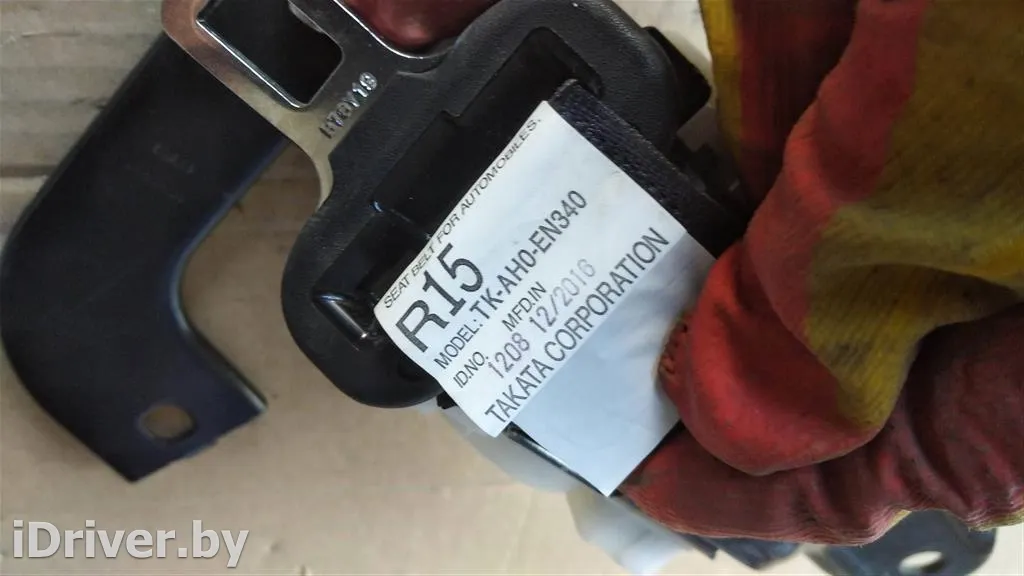 SEAT BELT FOR AUTOMOBILES.
R15
MODEL:TK-AH0-EN340
ID.NO. MFD.IN
1208 12/2016
TAKATA CORPORATION
iDriver.by